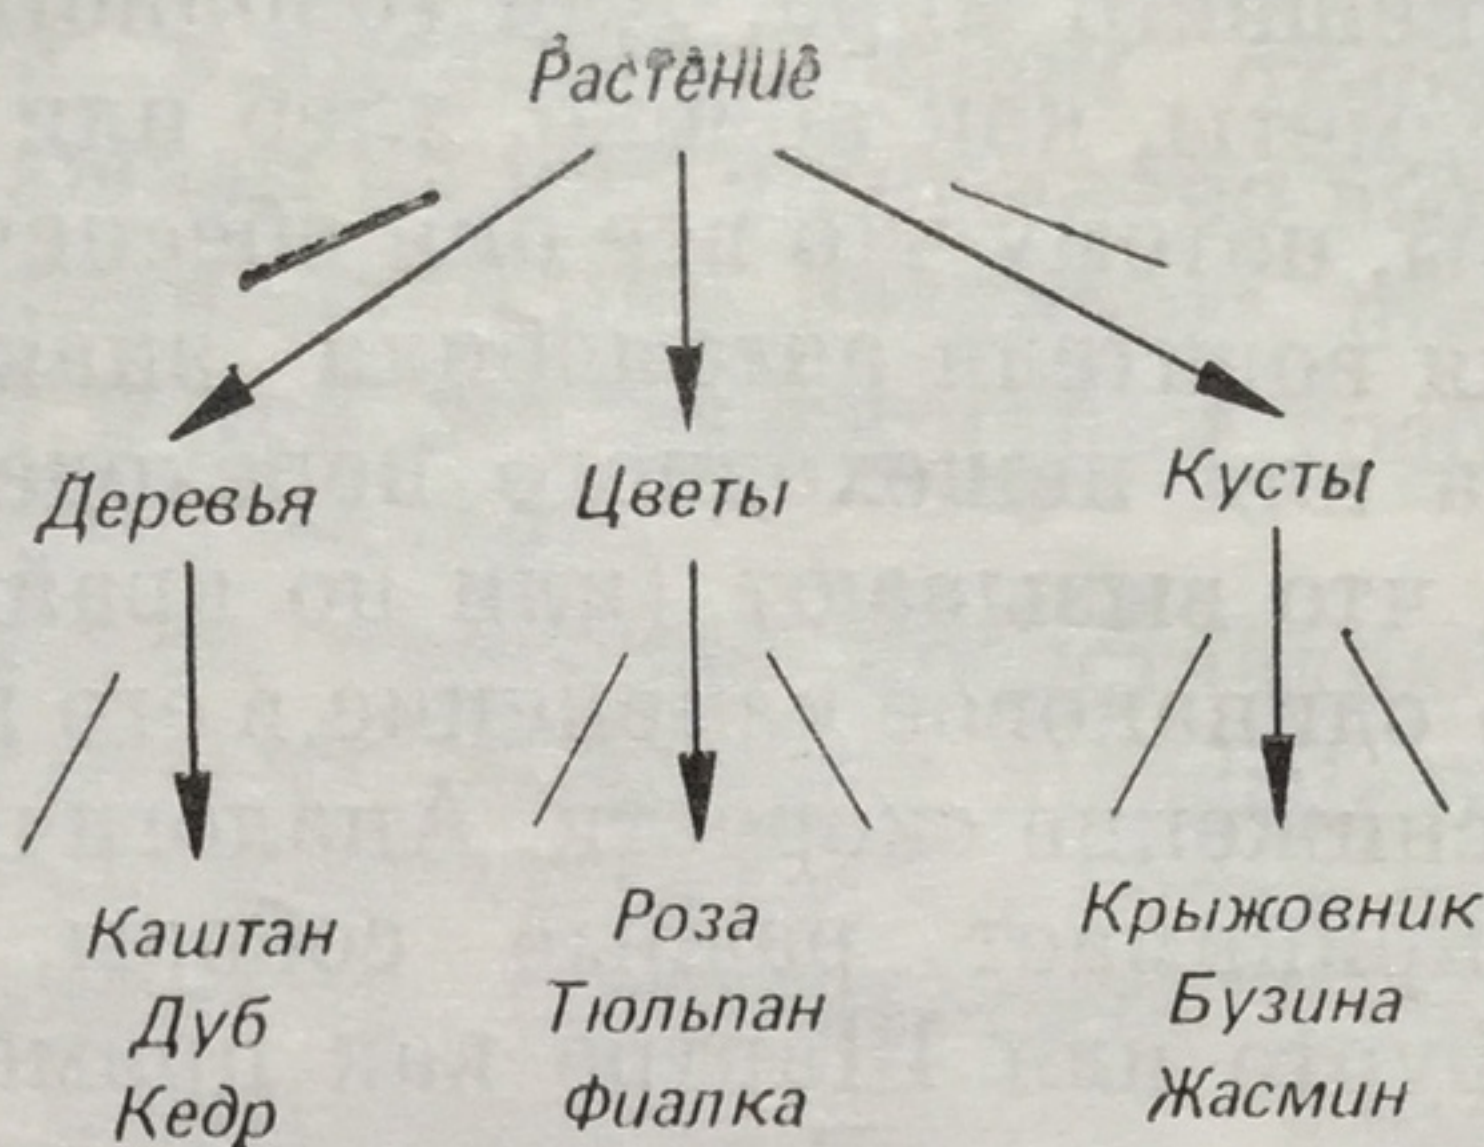 Растение
Деревья Цветы Кусты
Каштан Роза Крыжовник
Дуб Тюльпан Бузина
Кедр Фиалка Жасмин